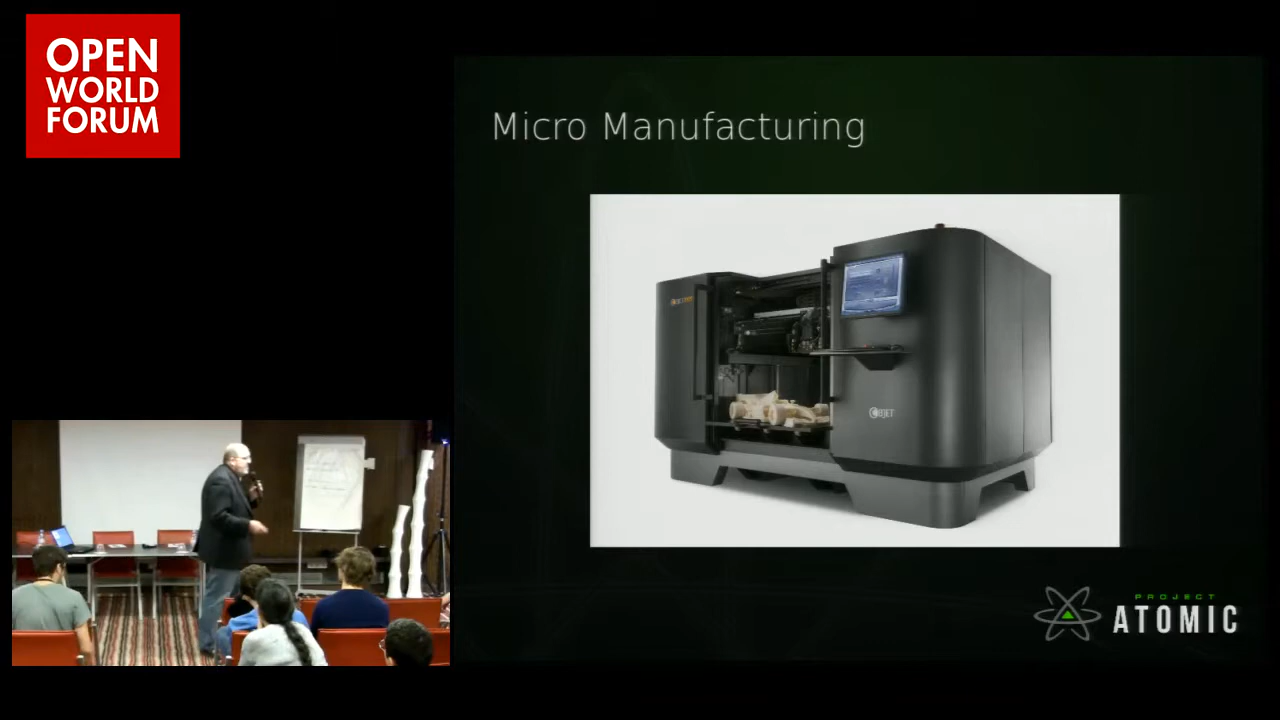 OPEN
WORLD
FORUM
Micro Manufacturing
OBJET
PROJECT
ATOMIC